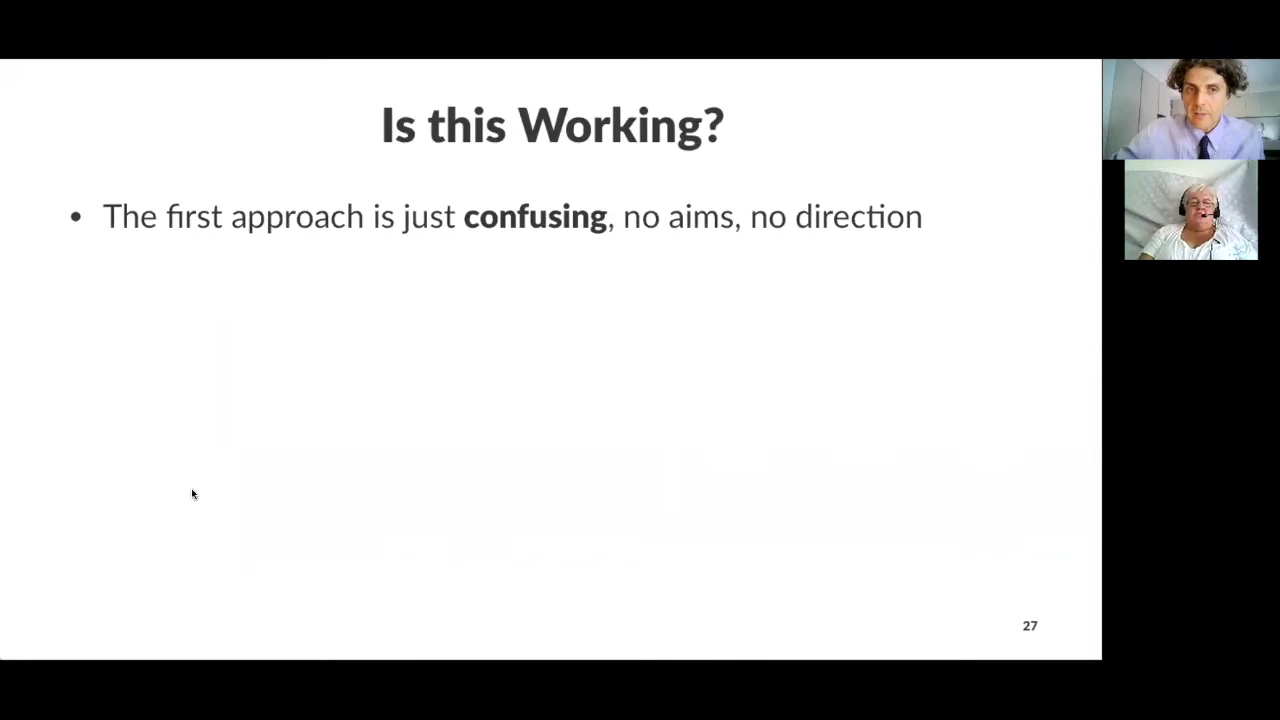 Is this Working?
• The first approach is just confusing, no aims, no direction
27